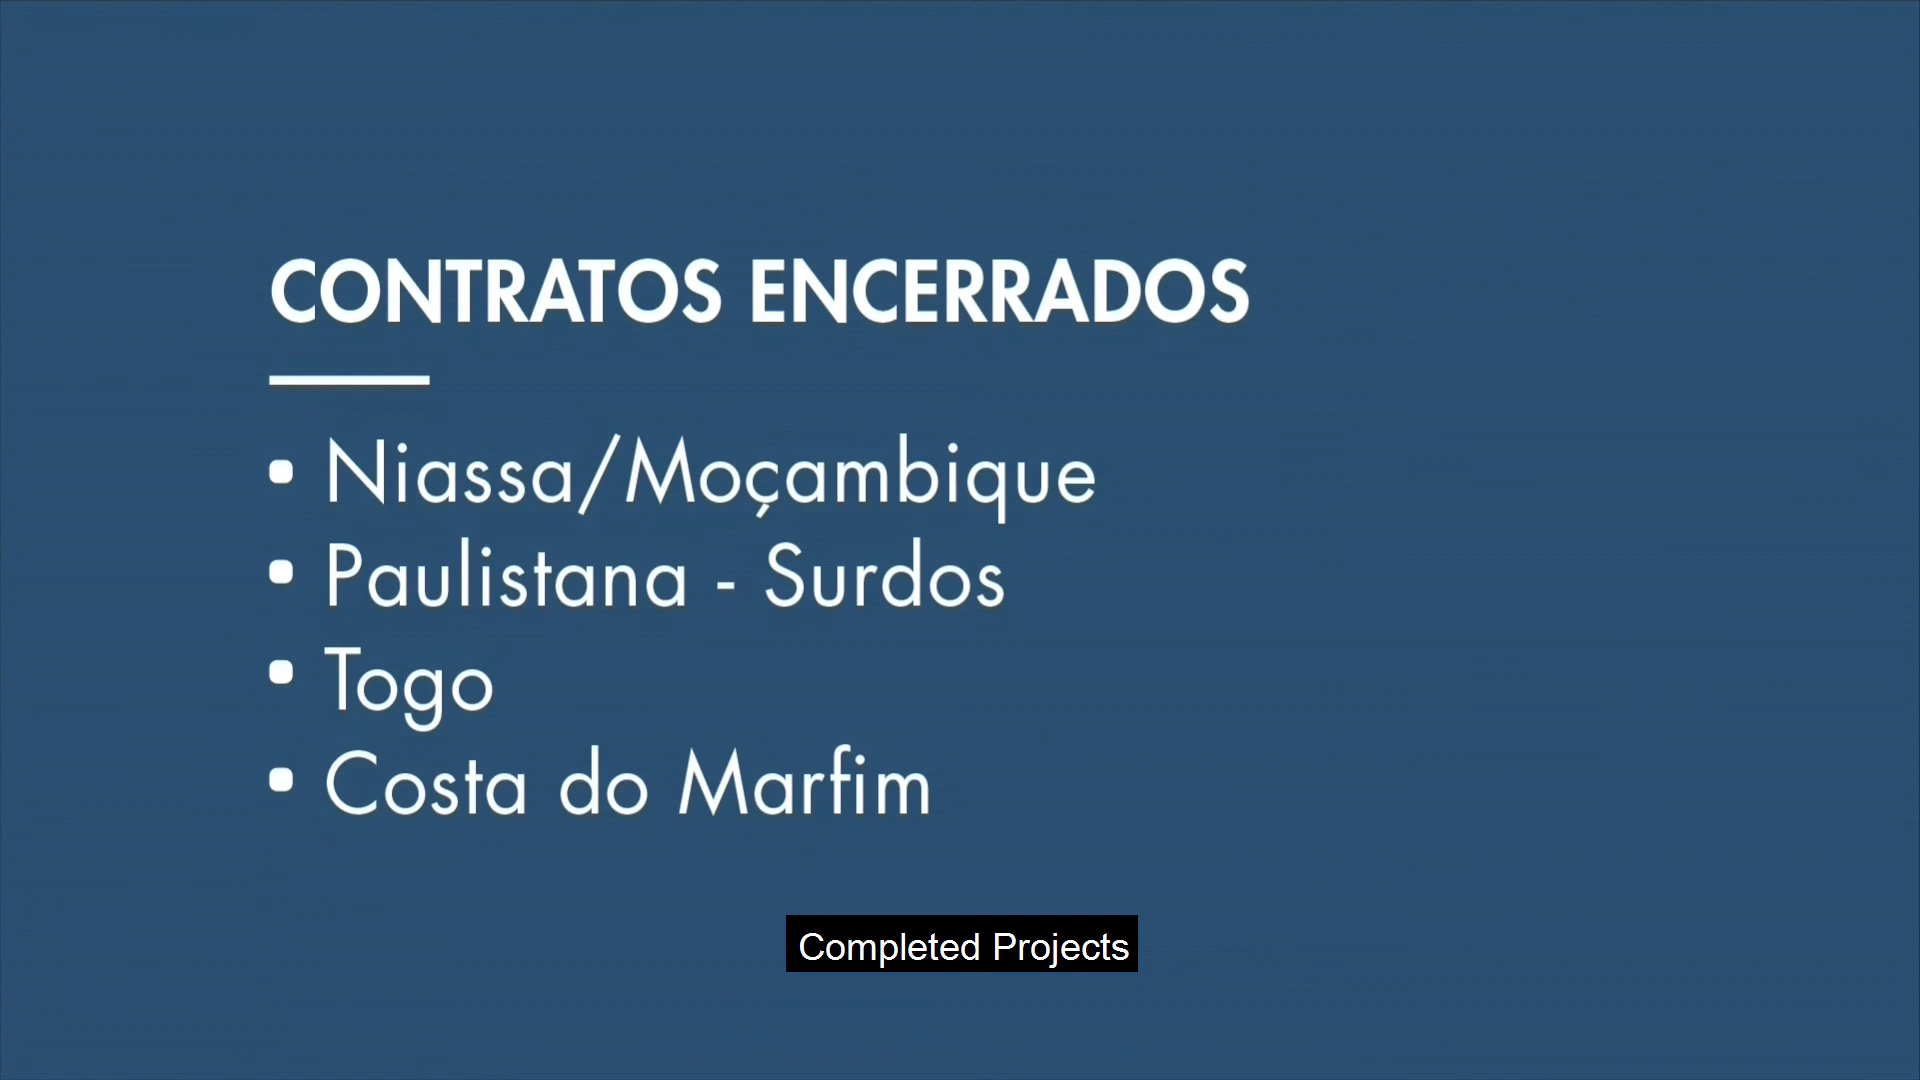 CONTRATOS ENCERRADOS
• Niassa/Moçambique
• Paulistana - Surdos
• Togo
• Costa do Marfim
Completed Projects